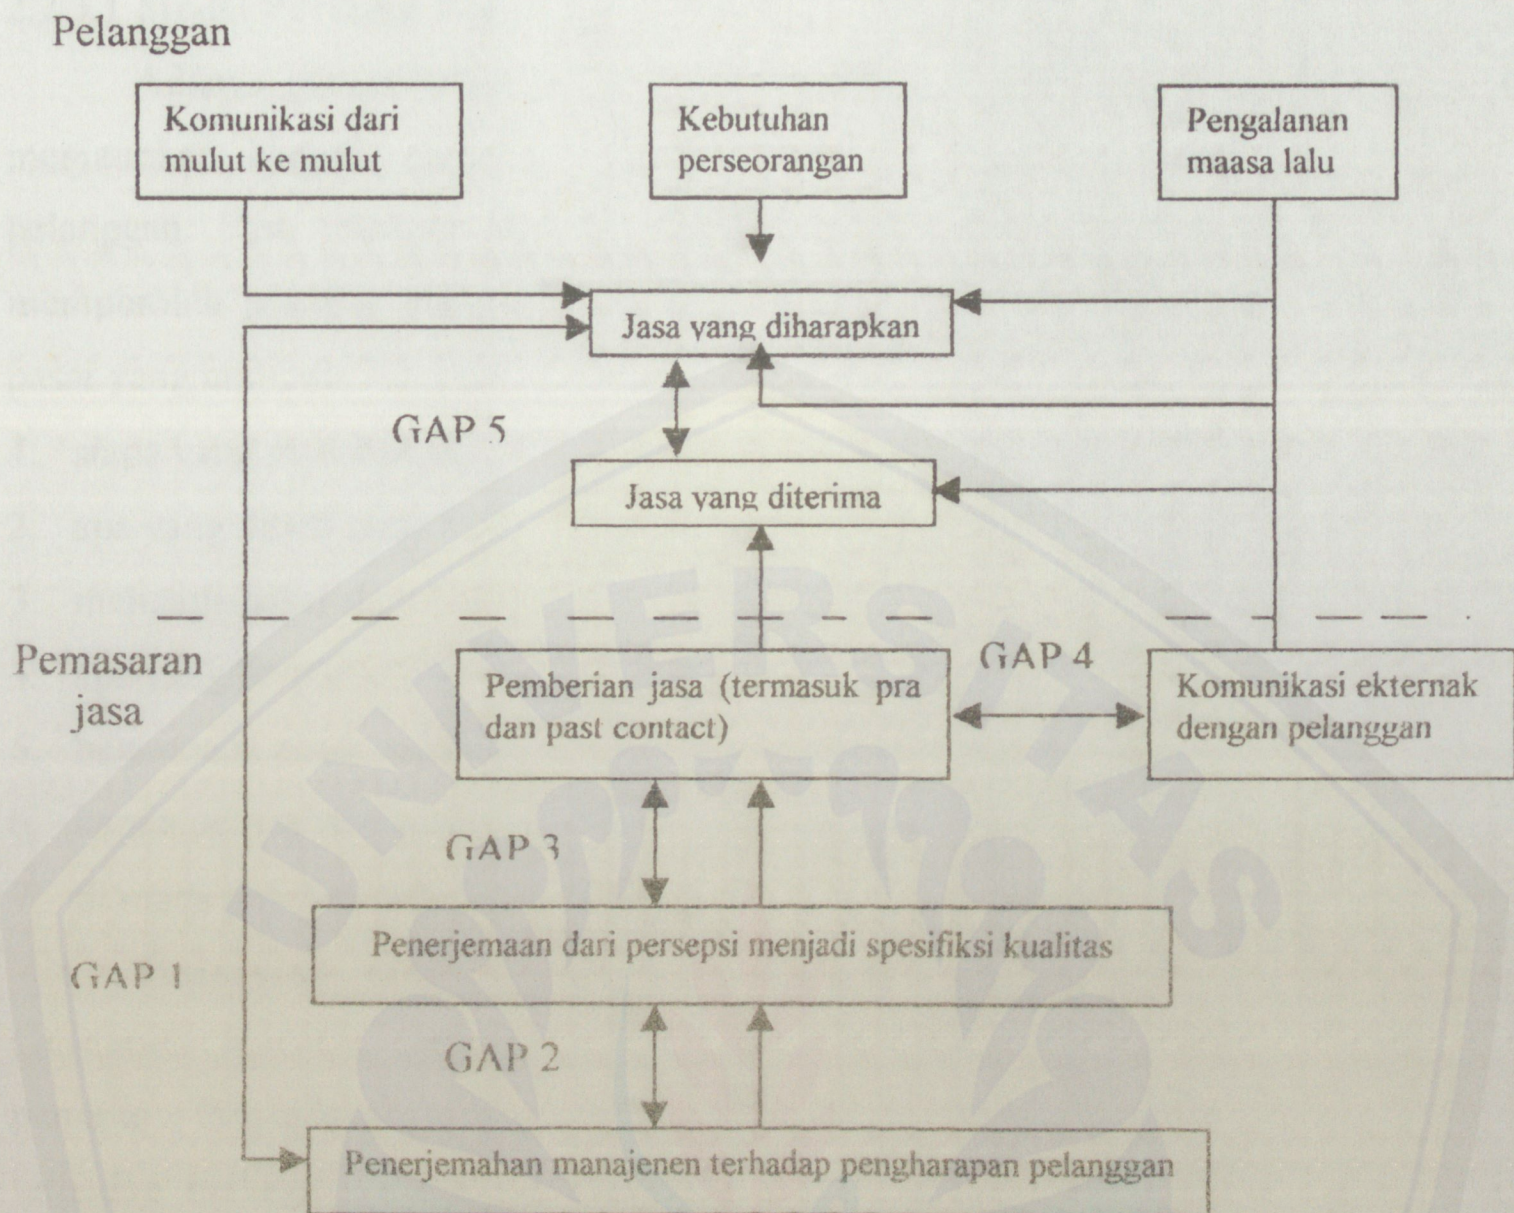 Pelanggan
Komunikasi dari
mulut ke mulut
Kebutuhan
perseorangan
Pengalanan
maasa lalu
Jasa yang diharapkan
GAP 5
Jasa yang diterima
Pemasaran
jasa
Pemberian jasa (termasuk pra
dan past contact)
GAP 4
Komunikasi ekternak
dengan pelanggan
GAP 3
Penerjemaan dari persepsi menjadi spesifiksi kualitas
GAP 1
GAP 2
Penerjemahan manajenen terhadap pengharapan pelanggan
UNIVERSITAS